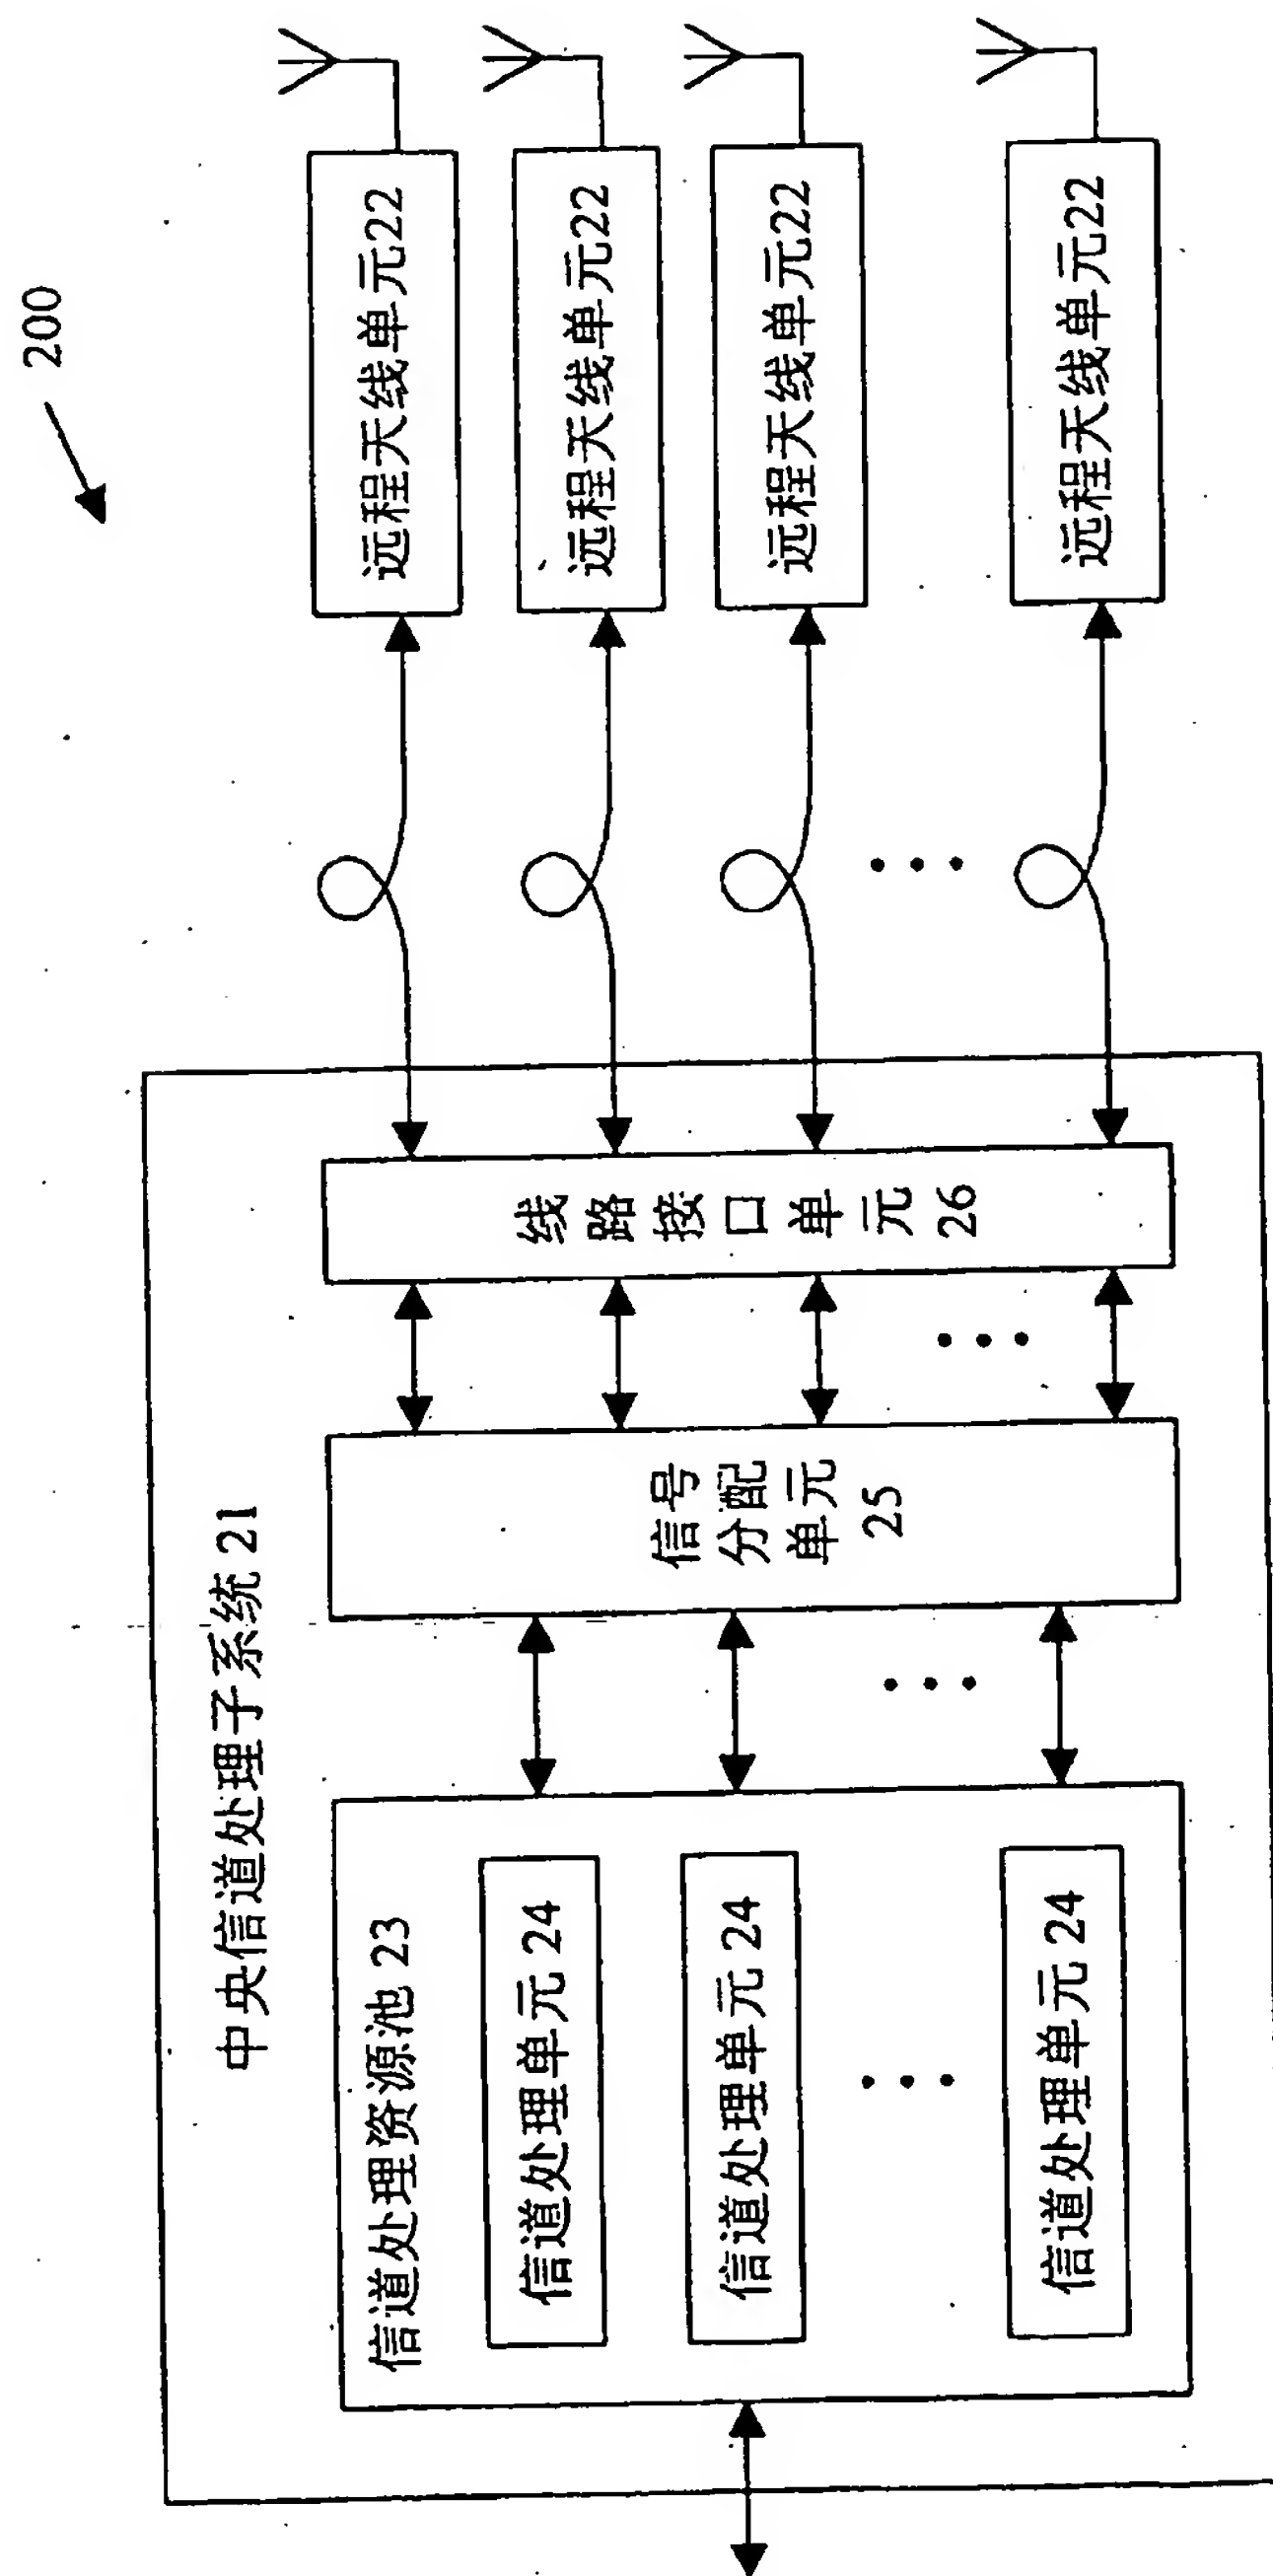 200
中央信道处理子系统 21
信道处理资源池 23
信道处理单元 24
信道处理单元 24
信道处理单元 24
信号
分配
单元
25
线路接口单元
26
远程天线单元22
远程天线单元22
远程天线单元22
远程天线单元22